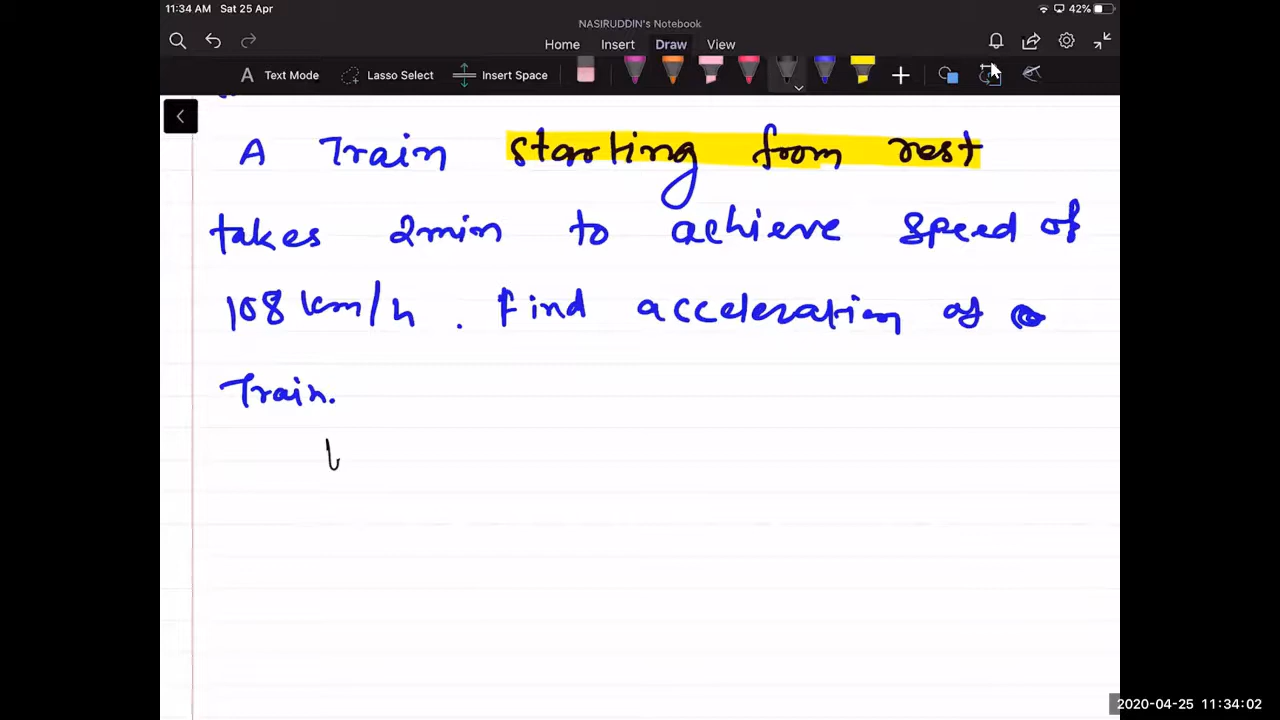 11:34 AM Sat 25 Apr
42%
NASIRUDDIN's Notebook
Home Insert Draw View
Text Mode Lasso Select Insert Space
A Train starting from rest
takes 2min to achieve speed of
108 km/h. Find acceleration of
Train.
2020-04-25 11:34:02